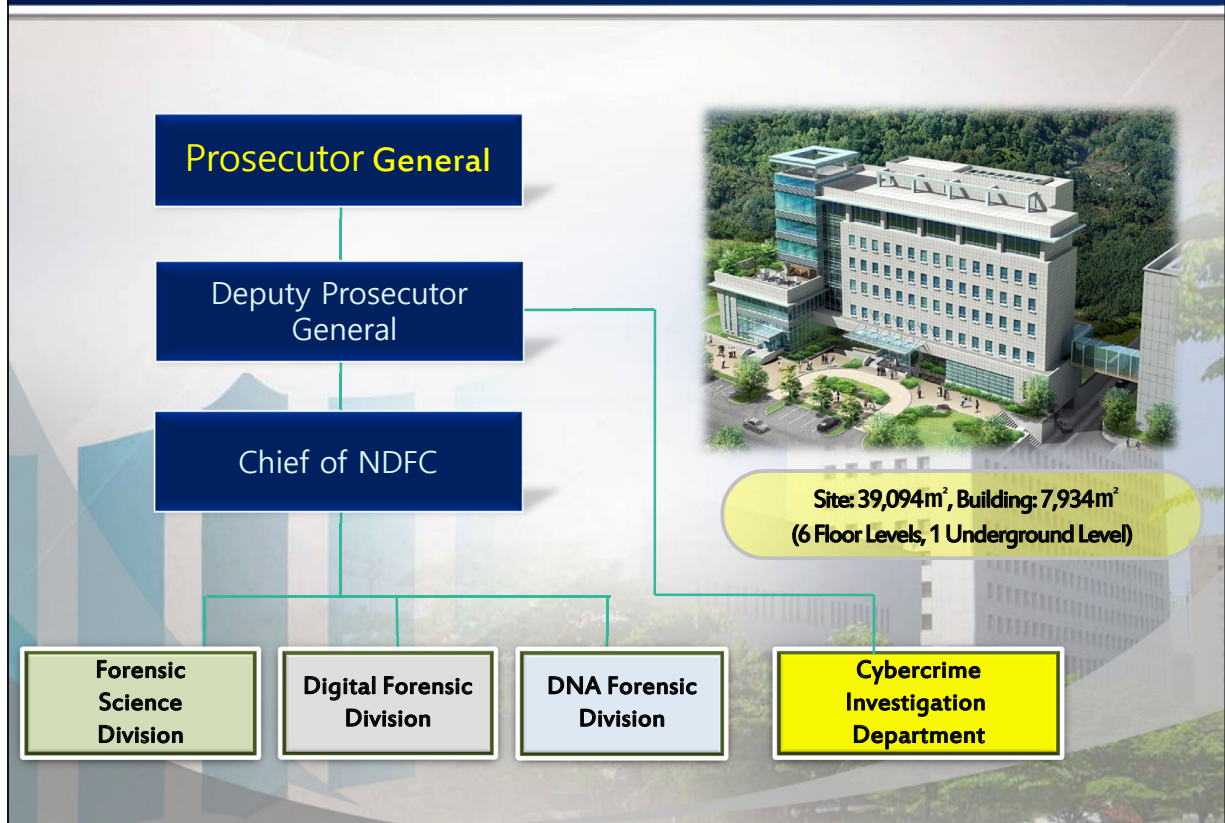 Prosecutor General
Deputy Prosecutor
General
Chief of NDFC
Site: 39,094㎡, Building: 7,934㎡
(6 Floor Levels, 1 Underground Level)
Forensic
Science
Division
Digital Forensic
Division
DNA Forensic
Division
Cybercrime
Investigation
Department